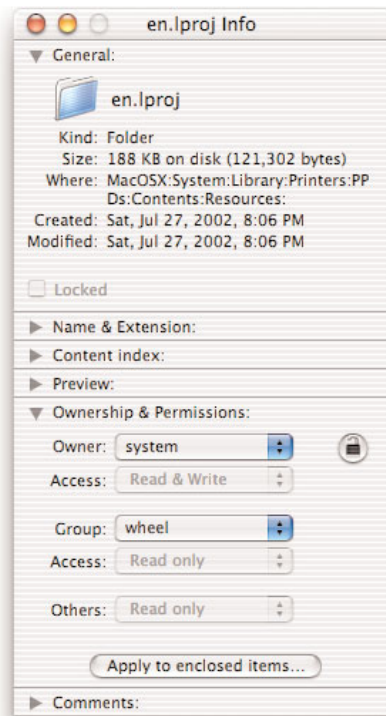 en.lproj Info
General:
en.lproj
Kind: Folder
Size: 188 KB on disk (121,302 bytes)
Where: MacOSX:System:Library:Printers:PP
Ds:Contents:Resources:
Created: Sat, Jul 27, 2002, 8:06 PM
Modified: Sat, Jul 27, 2002, 8:06 PM
Locked
Name & Extension:
Content index:
Preview:
Ownership & Permissions:
Owner: system
Access: Read & Write
Group: wheel
Access: Read only
Others: Read only
Apply to enclosed items...
Comments: